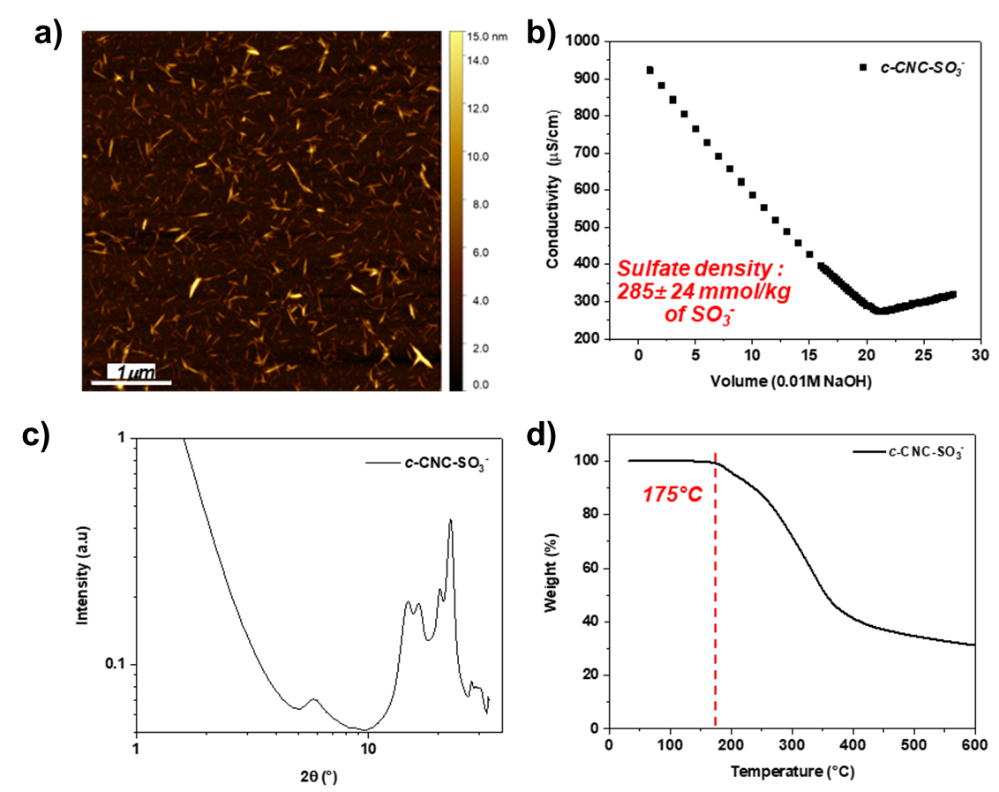 a)
15.0 nm
14.0
12.0
10.0
8.0
6.0
4.0
2.0
0.0
1µm
b)
1000
900
800
700
600
500
400
300
200
Conductivity (µS/cm)
c-CNC-SO3-
Sulfate density :
285± 24 mmol/kg
of SO3-
0 5 10 15 20 25 30
Volume (0.01M NaOH)
c)
1
0.1
Intensity (a.u)
c-CNC-SO3-
1 10
2θ (°)
d)
100
80
60
40
20
0
Weight (%)
c-CNC-SO3-
175°C
0 100 200 300 400 500 600
Temperature (°C)